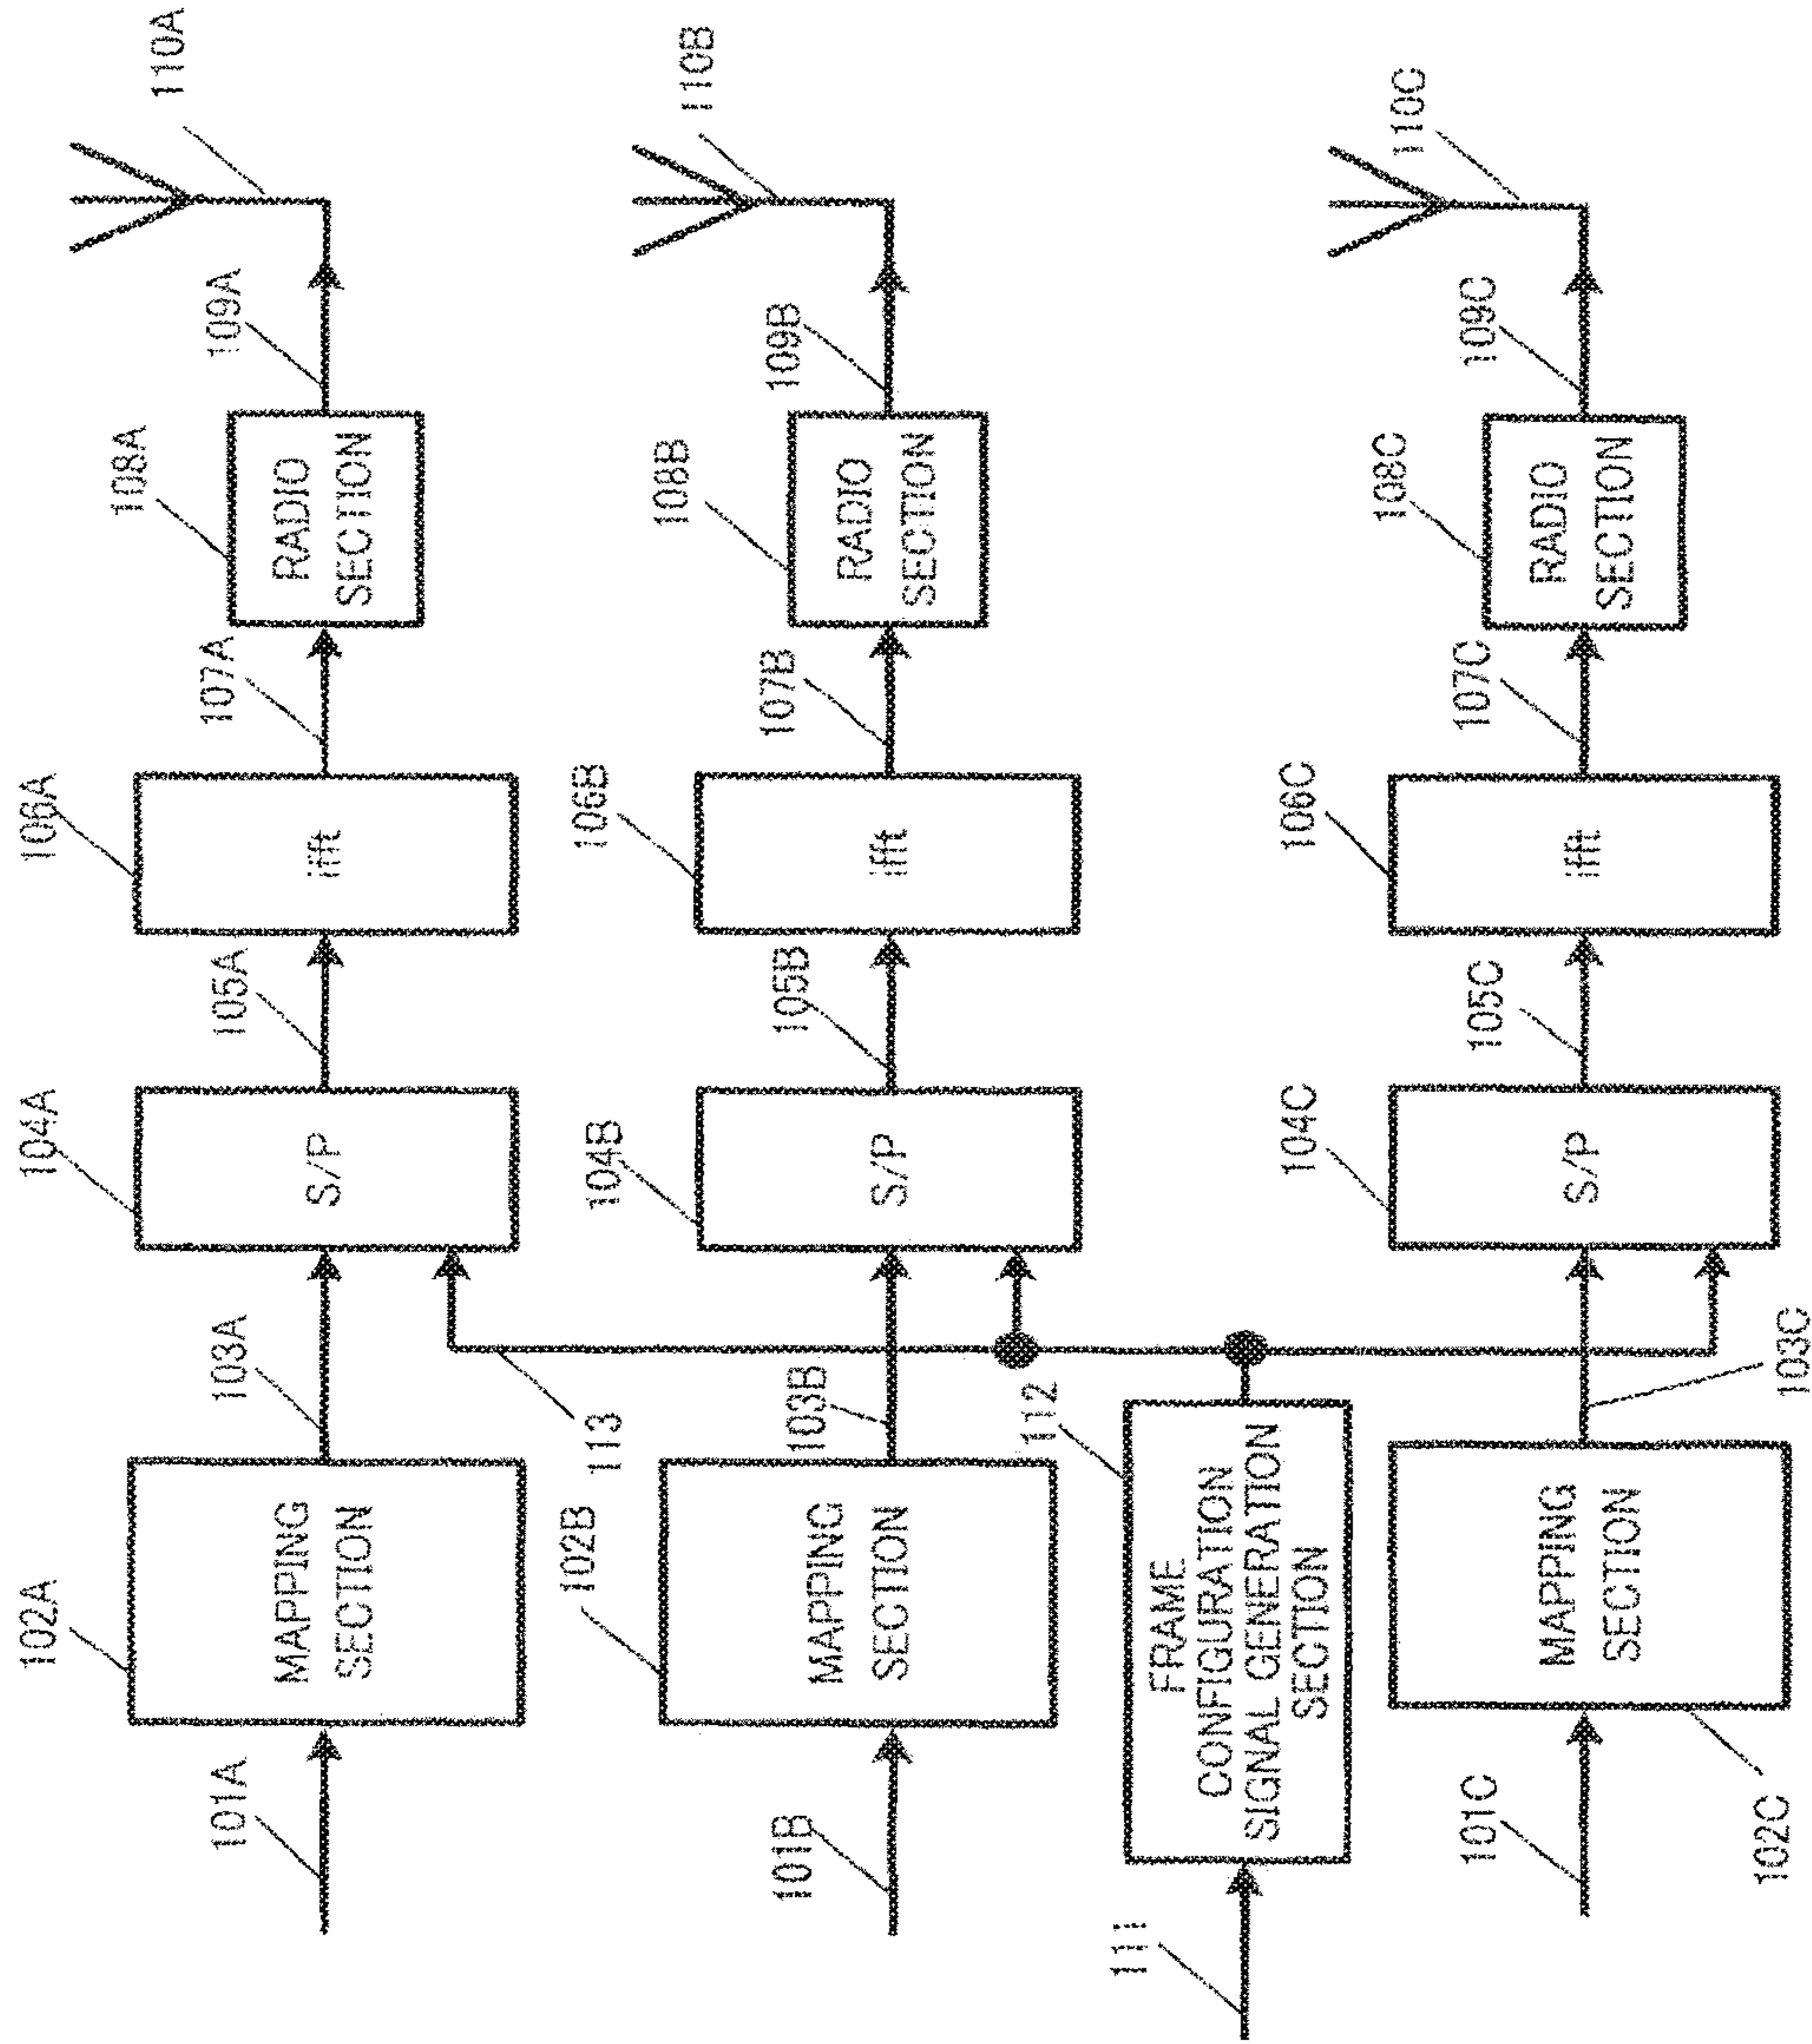 101A
102A
MAPPING
SECTION
103A
104A
S/P
105A
106A
ifft
107A
108A
RADIO
SECTION
109A
110A
113
101B
102B
MAPPING
SECTION
103B
104B
S/P
105B
106B
ifft
107B
108B
RADIO
SECTION
109B
110B
111
112
FRAME
CONFIGURATION
SIGNAL GENERATION
SECTION
101C
102C
MAPPING
SECTION
103C
104C
S/P
105C
106C
ifft
107C
108C
RADIO
SECTION
109C
110C